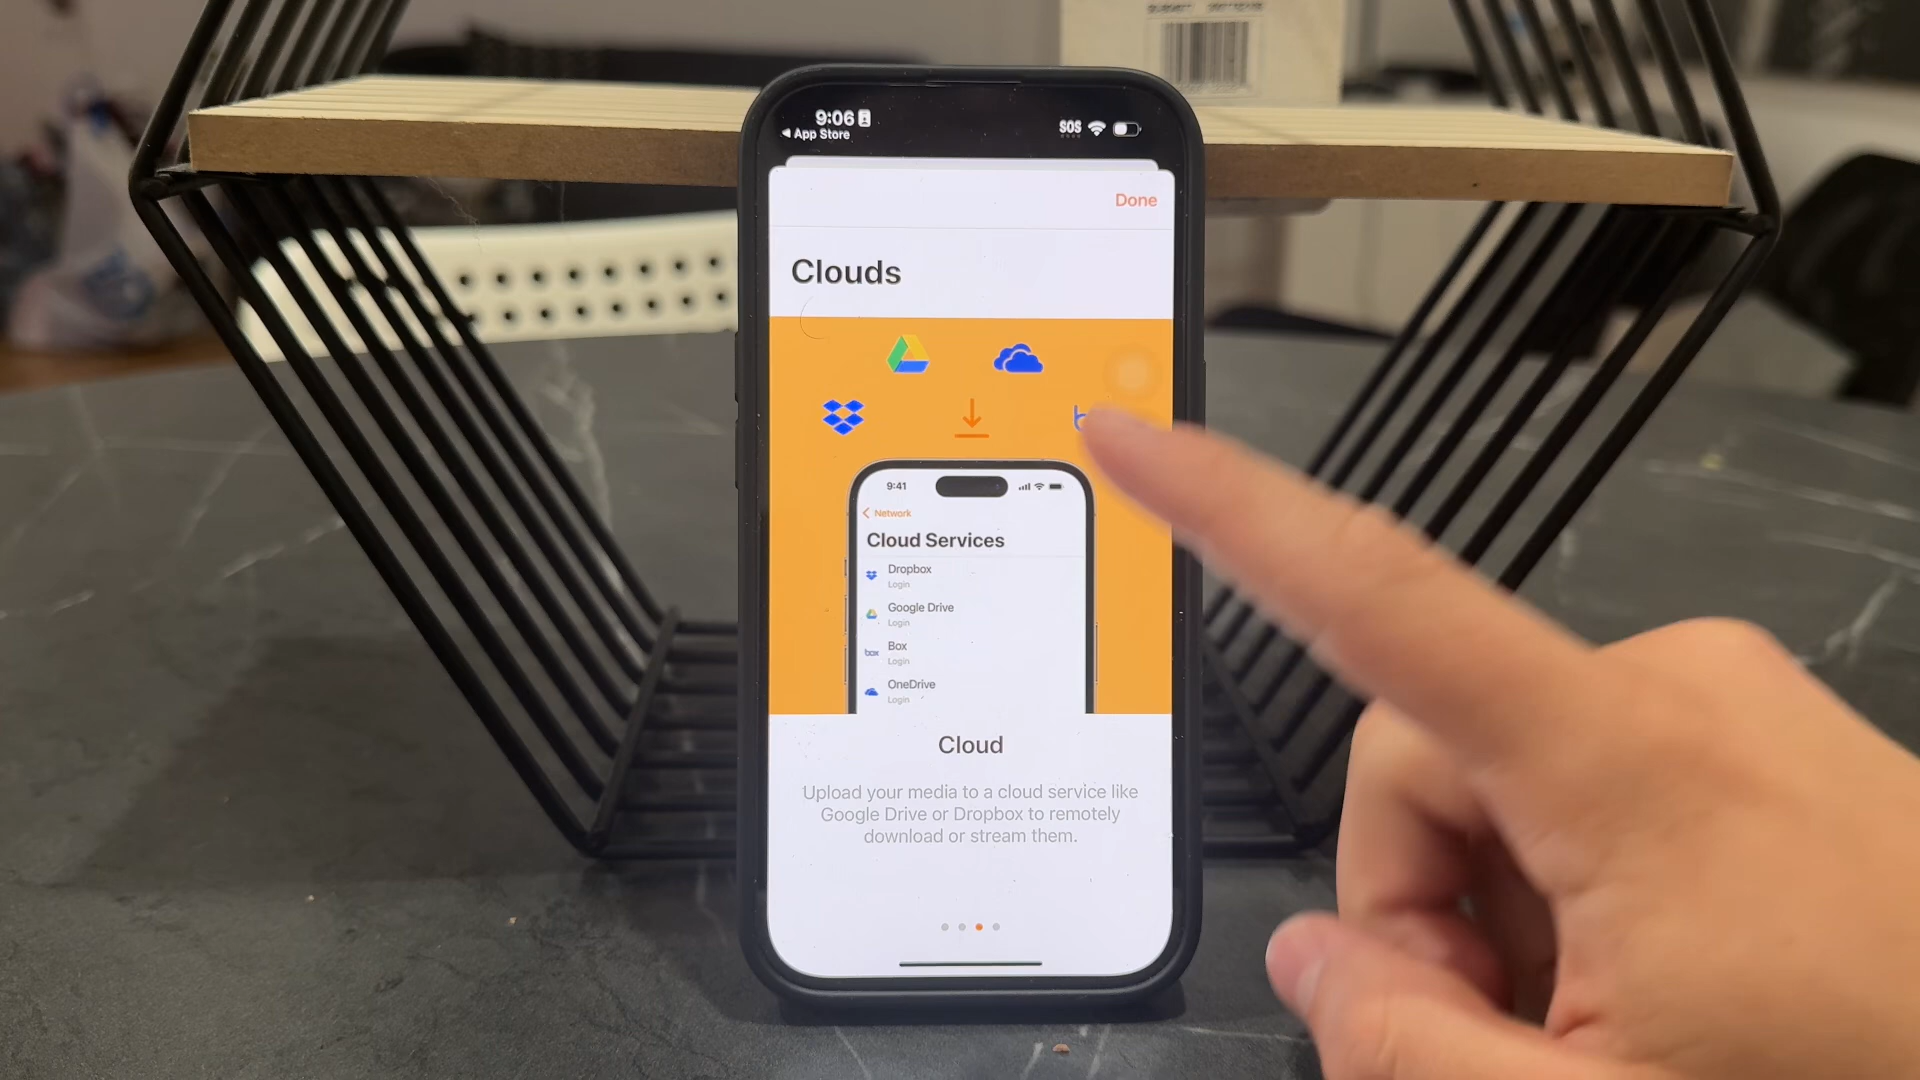 9:06
SOS
App Store
Done
Clouds
9:41
Network
Cloud Services
Dropbox
Login
Google Drive
Login
box
Box
Login
OneDrive
Login
Cloud
Upload your media to a cloud service like
Google Drive or Dropbox to remotely
download or stream them.